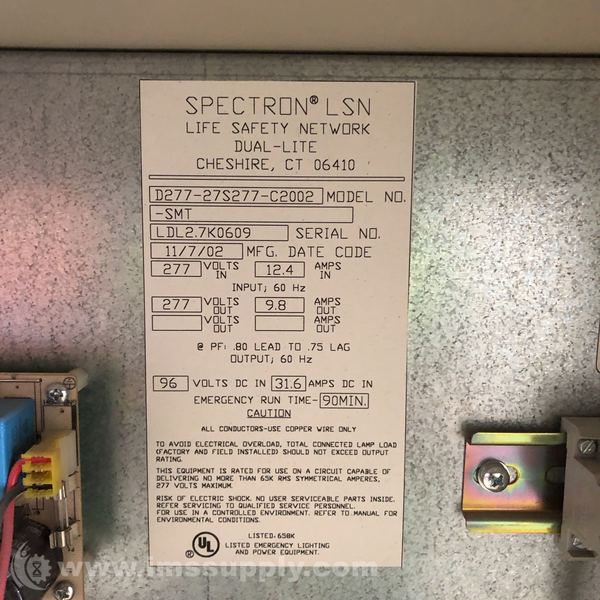 SPECTRON® LSN
LIFE SAFETY NETWORK
DUAL-LITE
CHESHIRE, CT 06410
D277-27S277-C2002 MODEL NO.
-SMT
LDL2.7K0609 SERIAL NO.
11/7/02 MFG. DATE CODE
277 VOLTS IN 12.4 AMPS IN
INPUT; 60 Hz
277 VOLTS OUT 9.8 AMPS OUT
VOLTS OUT AMPS OUT
@ PF: .80 LEAD TO .75 LAG
OUTPUT; 60 Hz
96 VOLTS DC IN 31.6 AMPS DC IN
EMERGENCY RUN TIME-90MIN.
CAUTION
ALL CONDUCTORS-USE COPPER WIRE ONLY
TO AVOID ELECTRICAL OVERLOAD, TOTAL CONNECTED LAMP LOAD
(FACTORY AND FIELD INSTALLED) SHOULD NOT EXCEED OUTPUT
RATING.
THIS EQUIPMENT IS RATED FOR USE ON A CIRCUIT CAPABLE OF
DELIVERING NO MORE THAN 65K RMS SYMMETRICAL AMPERES,
277 VOLTS MAXIMUM.
RISK OF ELECTRIC SHOCK. NO USER SERVICEABLE PARTS INSIDE.
REFER SERVICING TO QUALIFIED SERVICE PERSONNEL.
FOR USE IN A CONTROLLED ENVIRONMENT. REFER TO MANUAL FOR
ENVIRONMENTAL CONDITIONS.
LISTED: 658K
UL ® LISTED EMERGENCY LIGHTING
AND POWER EQUIPMENT.
www.imssupply.com